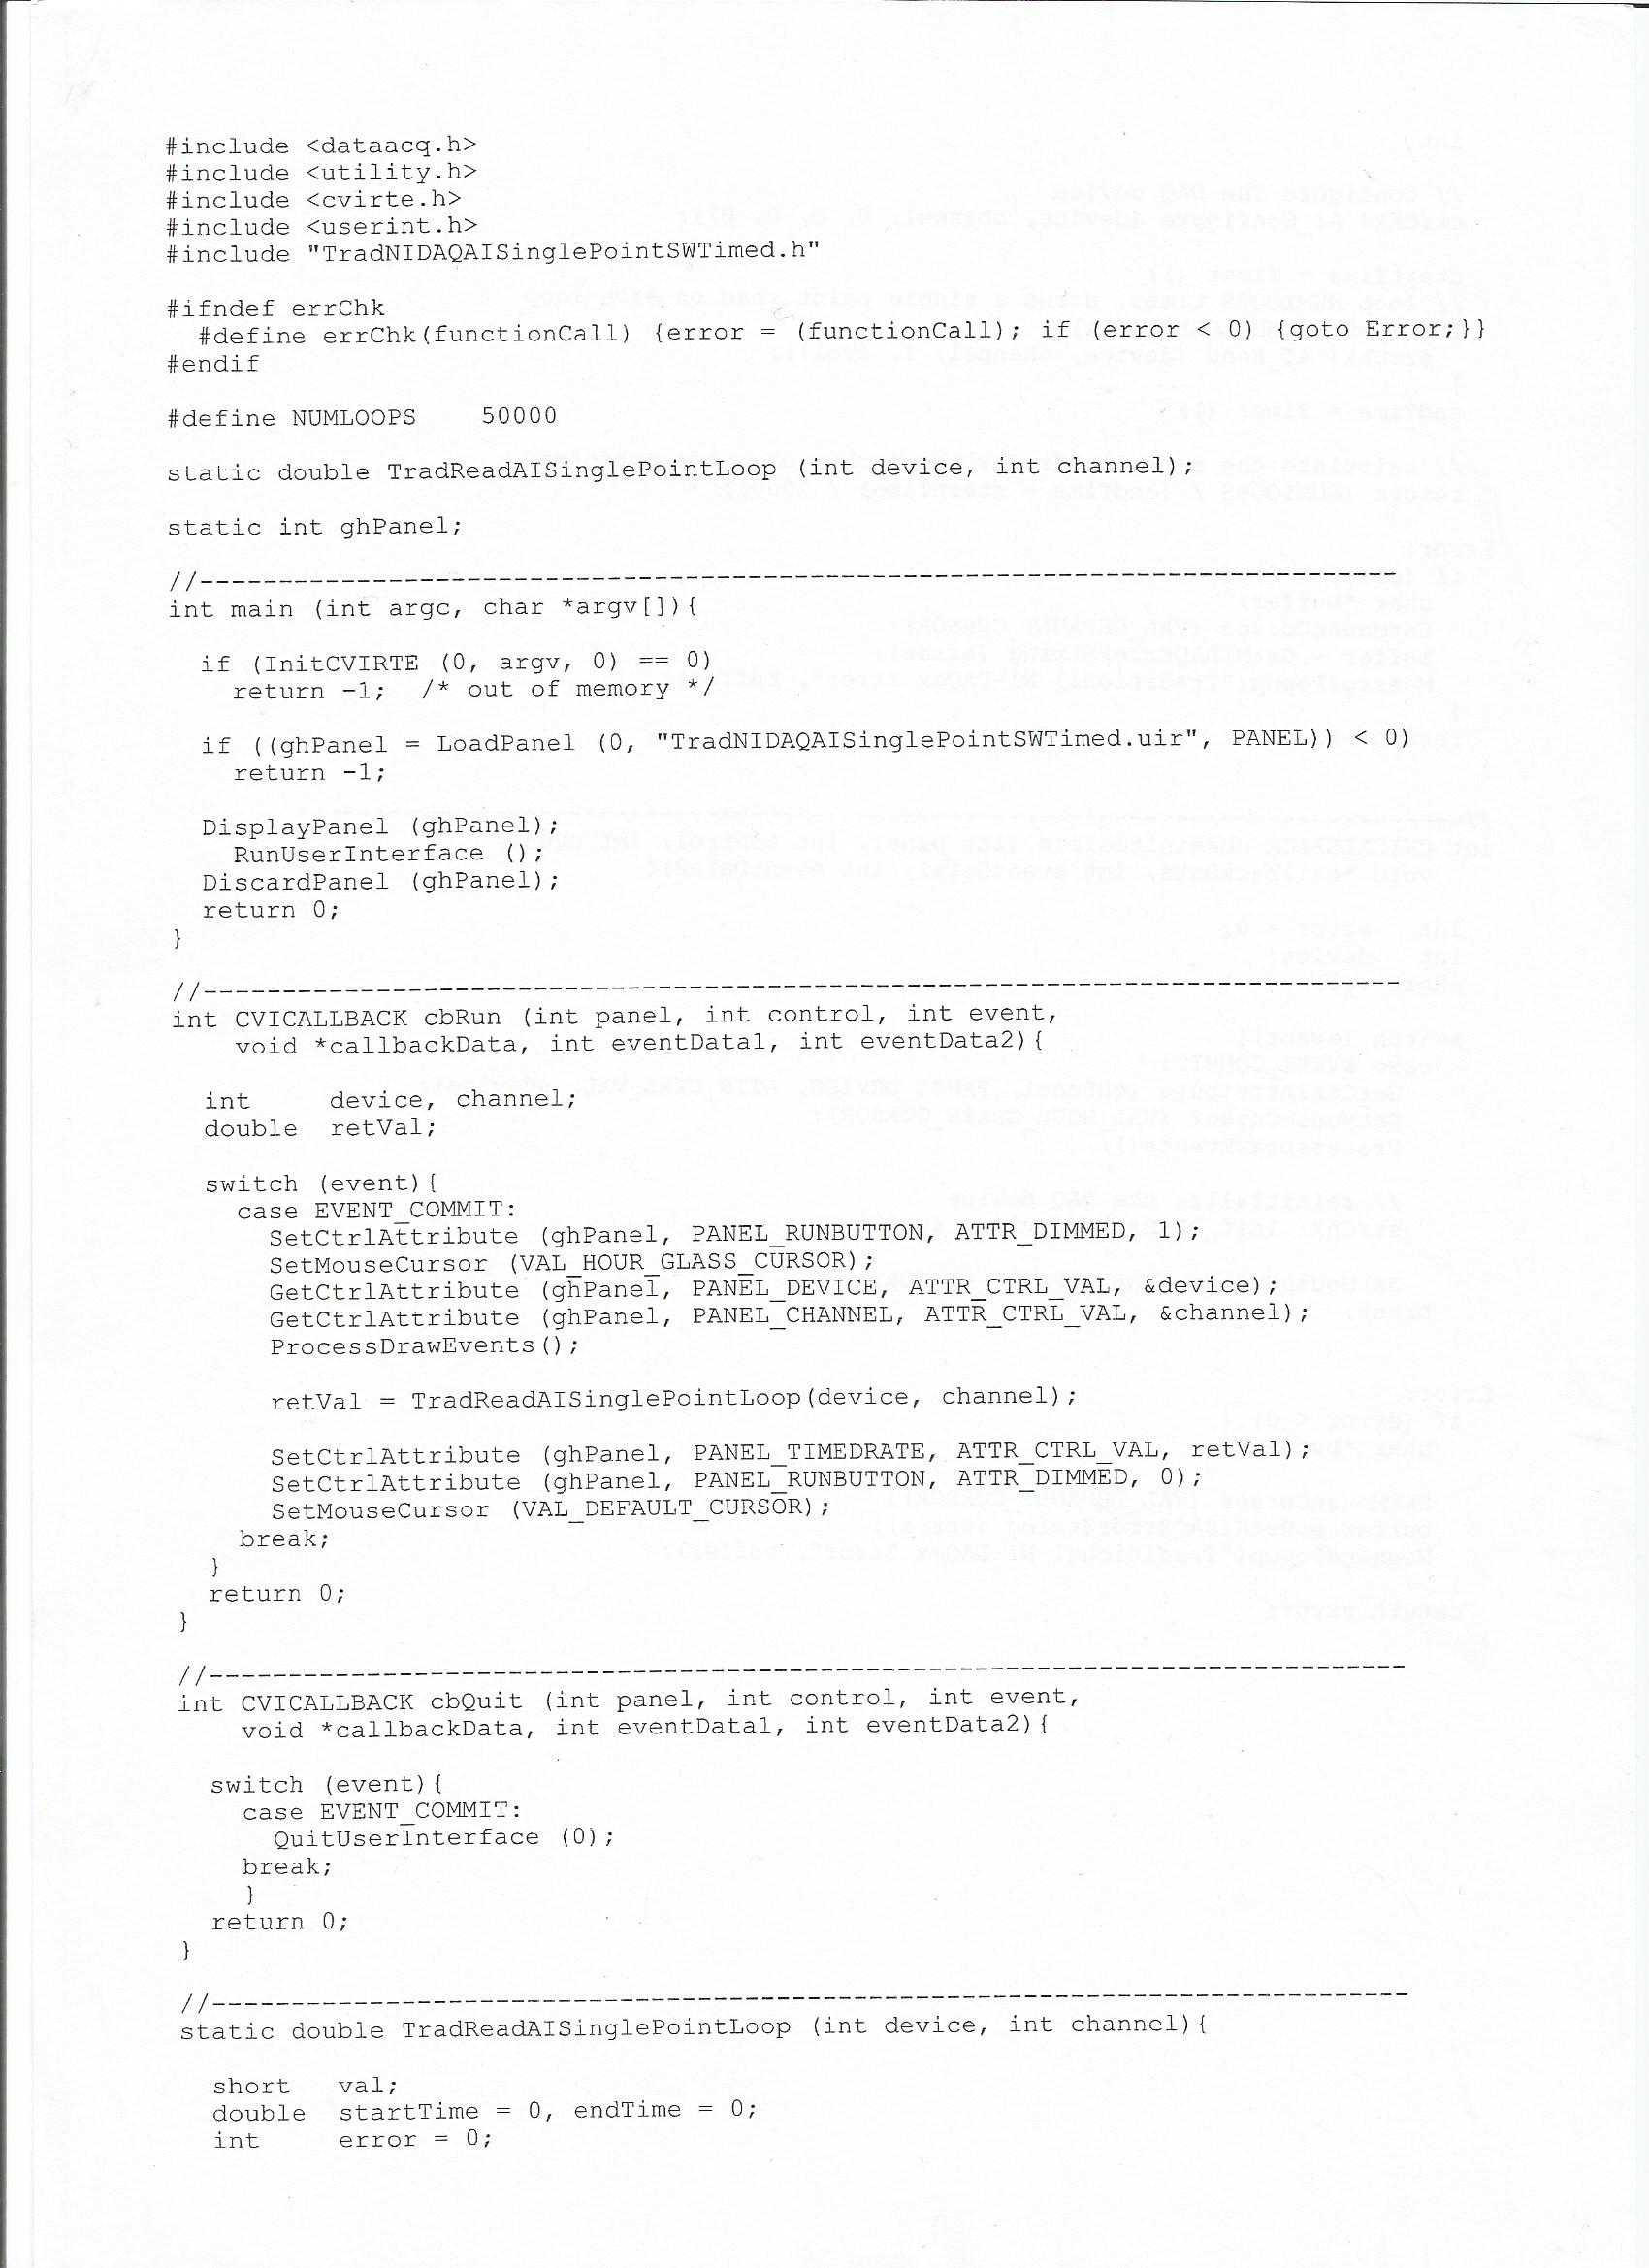 #include <dataacq.h>
#include <utility.h>
#include <cvirte.h>
#include <userint.h>
#include "TradNIDAQAISinglePointSWTimed.h"

#ifndef errChk
  #define errChk(functionCall) {error = (functionCall); if (error < 0) {goto Error;}}
#endif

#define NUMLOOPS    50000

static double TradReadAISinglePointLoop (int device, int channel);

static int ghPanel;

//----------------------------------------------------------------------------
int main (int argc, char *argv[]){

  if (InitCVIRTE (0, argv, 0) == 0)
    return -1;  /* out of memory */

  if ((ghPanel = LoadPanel (0, "TradNIDAQAISinglePointSWTimed.uir", PANEL)) < 0)
    return -1;

  DisplayPanel (ghPanel);
    RunUserInterface ();
  DiscardPanel (ghPanel);
  return 0;
}

//----------------------------------------------------------------------------
int CVICALLBACK cbRun (int panel, int control, int event,
    void *callbackData, int eventData1, int eventData2){

  int     device, channel;
  double  retVal;

  switch (event){
    case EVENT_COMMIT:
      SetCtrlAttribute (ghPanel, PANEL_RUNBUTTON, ATTR_DIMMED, 1);
      SetMouseCursor (VAL_HOUR_GLASS_CURSOR);
      GetCtrlAttribute (ghPanel, PANEL_DEVICE, ATTR_CTRL_VAL, &device);
      GetCtrlAttribute (ghPanel, PANEL_CHANNEL, ATTR_CTRL_VAL, &channel);
      ProcessDrawEvents();

      retVal = TradReadAISinglePointLoop(device, channel);

      SetCtrlAttribute (ghPanel, PANEL_TIMEDRATE, ATTR_CTRL_VAL, retVal);
      SetCtrlAttribute (ghPanel, PANEL_RUNBUTTON, ATTR_DIMMED, 0);
      SetMouseCursor (VAL_DEFAULT_CURSOR);
    break;
  }
  return 0;
}

//----------------------------------------------------------------------------
int CVICALLBACK cbQuit (int panel, int control, int event,
    void *callbackData, int eventData1, int eventData2){

  switch (event){
    case EVENT_COMMIT:
      QuitUserInterface (0);
    break;
    }
  return 0;
}

//----------------------------------------------------------------------------
static double TradReadAISinglePointLoop (int device, int channel){

  short   val;
  double  startTime = 0, endTime = 0;
  int     error = 0;